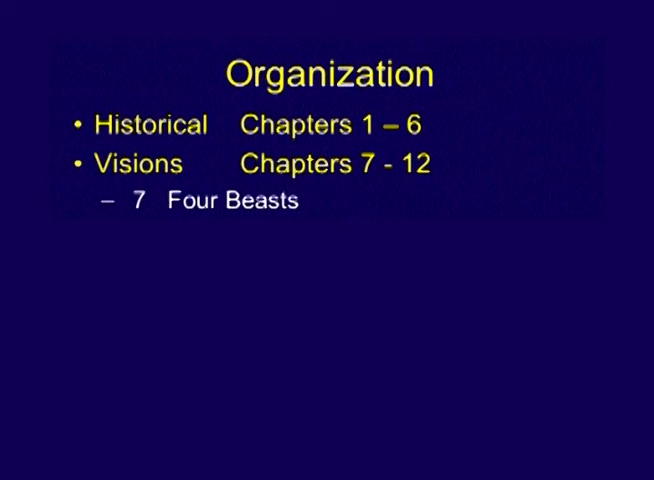 Organization
• Historical Chapters 1 – 6
• Visions Chapters 7 - 12
– 7 Four Beasts